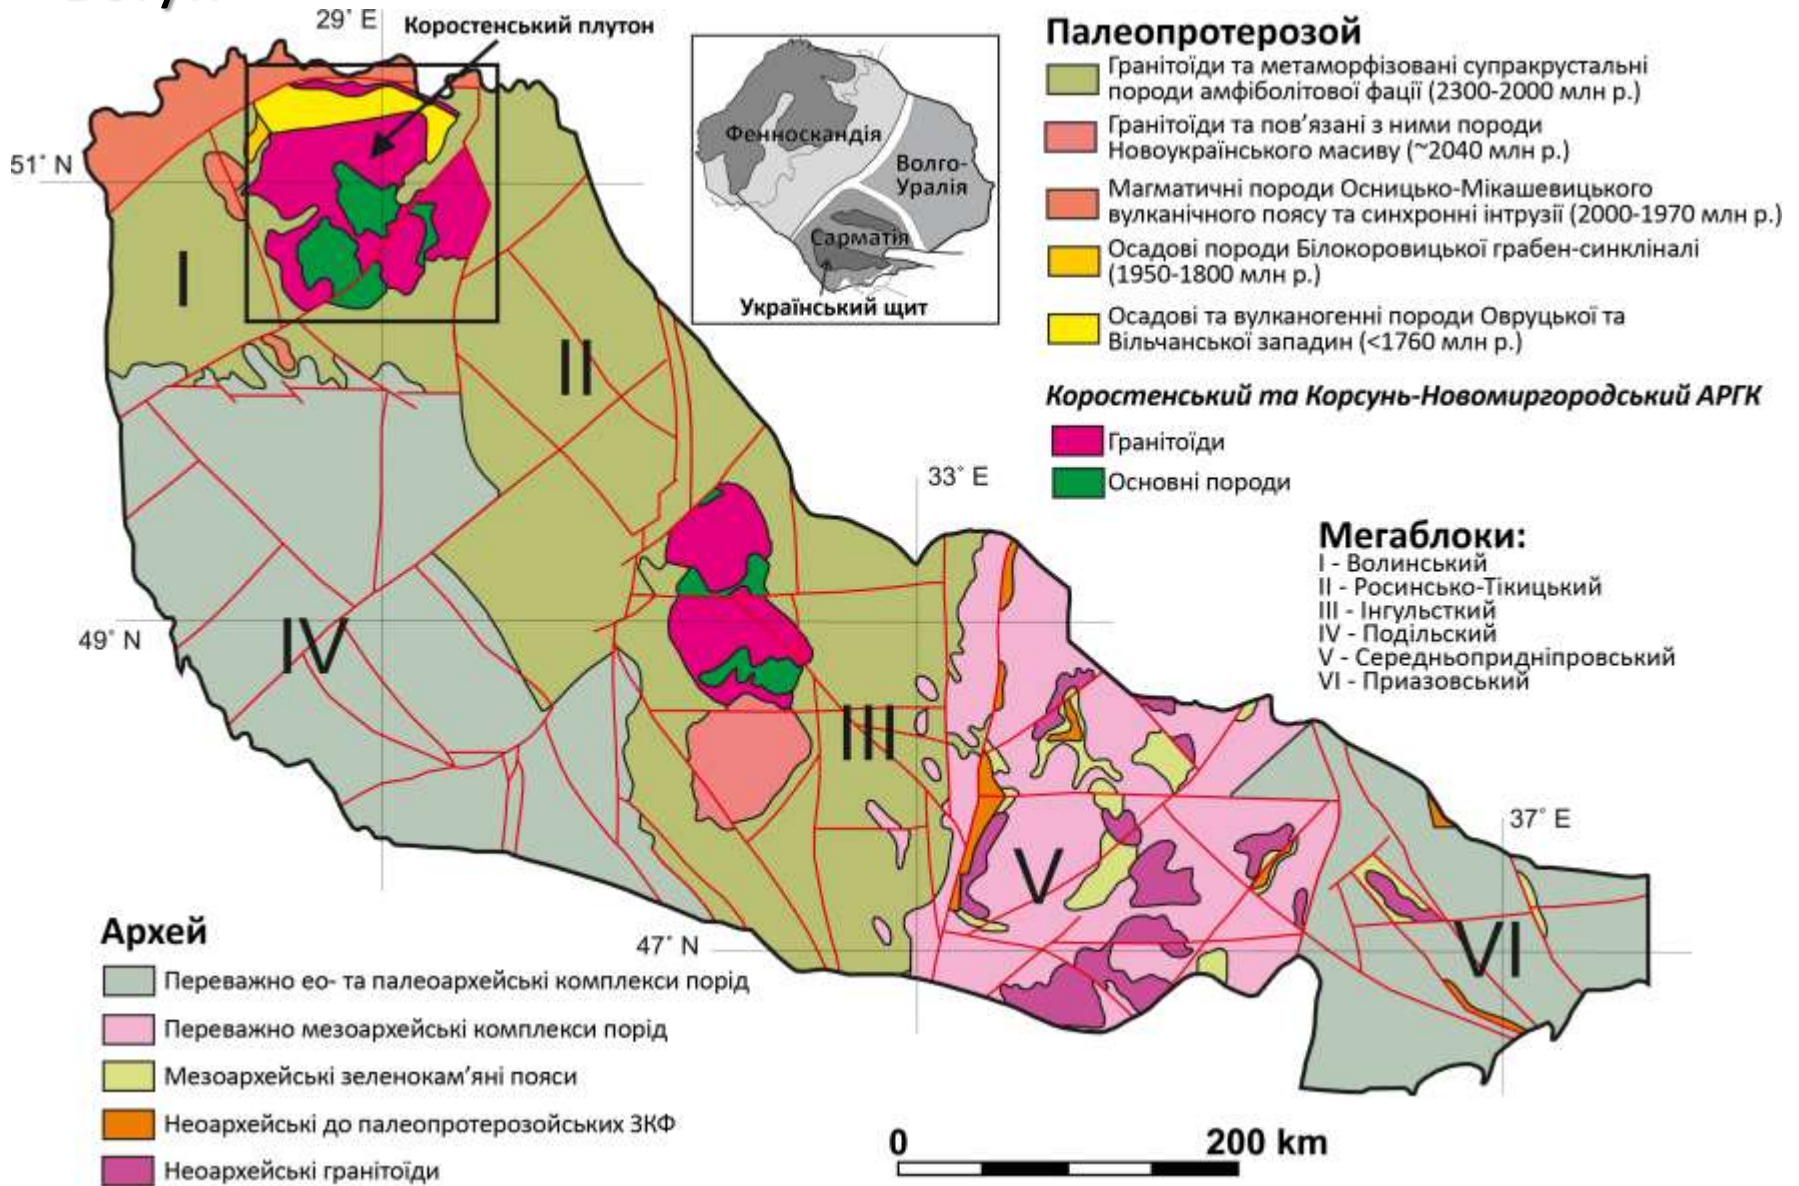 29° E
Коростенський плутон
51° N
I
II
Фенноскандія
Волго-
Уралія
Сарматія
Український щит
Палеопротерозой
Гранітоїди та метаморфізовані супракрустальні
породи амфіболітової фації (2300-2000 млн р.)
Гранітоїди та пов’язані з ними породи
Новоукраїнського масиву (~2040 млн р.)
Магматичні породи Осницько-Мікашевицького
вулканічного поясу та синхронні інтрузії (2000-1970 млн р.)
Осадові породи Білокоровицької грабен-синкліналі
(1950-1800 млн р.)
Осадові та вулканогенні породи Овруцької та
Вільчанської западин (<1760 млн р.)
Коростенський та Корсунь-Новомиргородський АРГК
Гранітоїди
Основні породи
33° E
Мегаблоки:
I - Волинський
II - Росинсько-Тікицький
III - Інгульсткий
IV - Подільский
V - Середньопридніпровський
VI - Приазовський
49° N
IV
III
37° E
V
VI
47° N
Архей
Переважно ео- та палеоархейські комплекси порід
Переважно мезоархейські комплекси порід
Мезоархейські зеленокам’яні пояси
Неоархейські до палеопротерозойських ЗКФ
Неоархейські гранітоїди
0 200 km